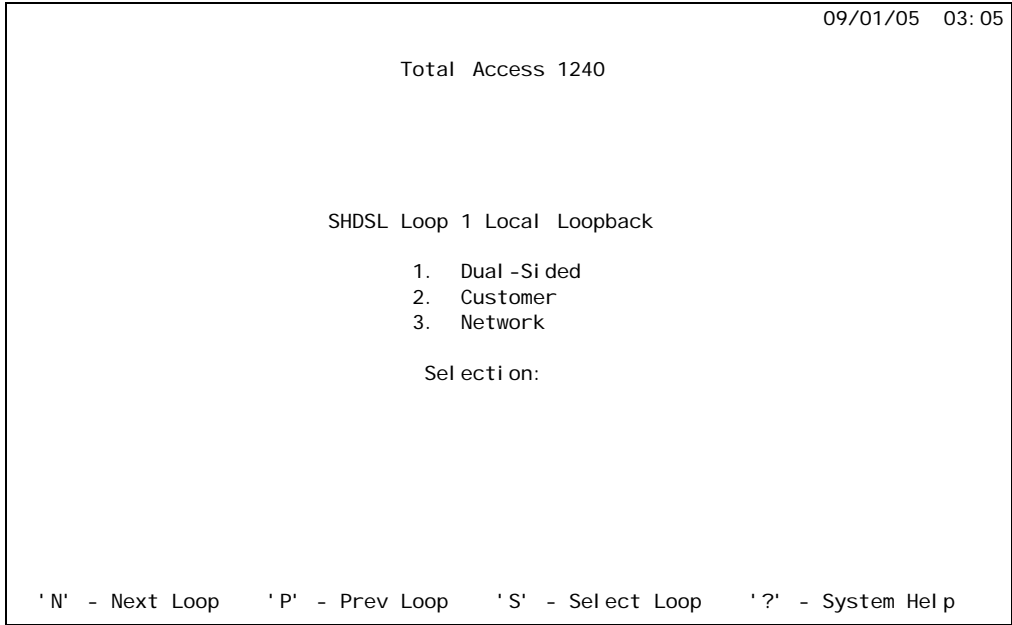 09/01/05 03:05
Total Access 1240
SHDSL Loop 1 Local Loopback
1. Dual-Sided
2. Customer
3. Network
Selection:
'N' - Next Loop 'P' - Prev Loop 'S' - Select Loop '?' - System Help